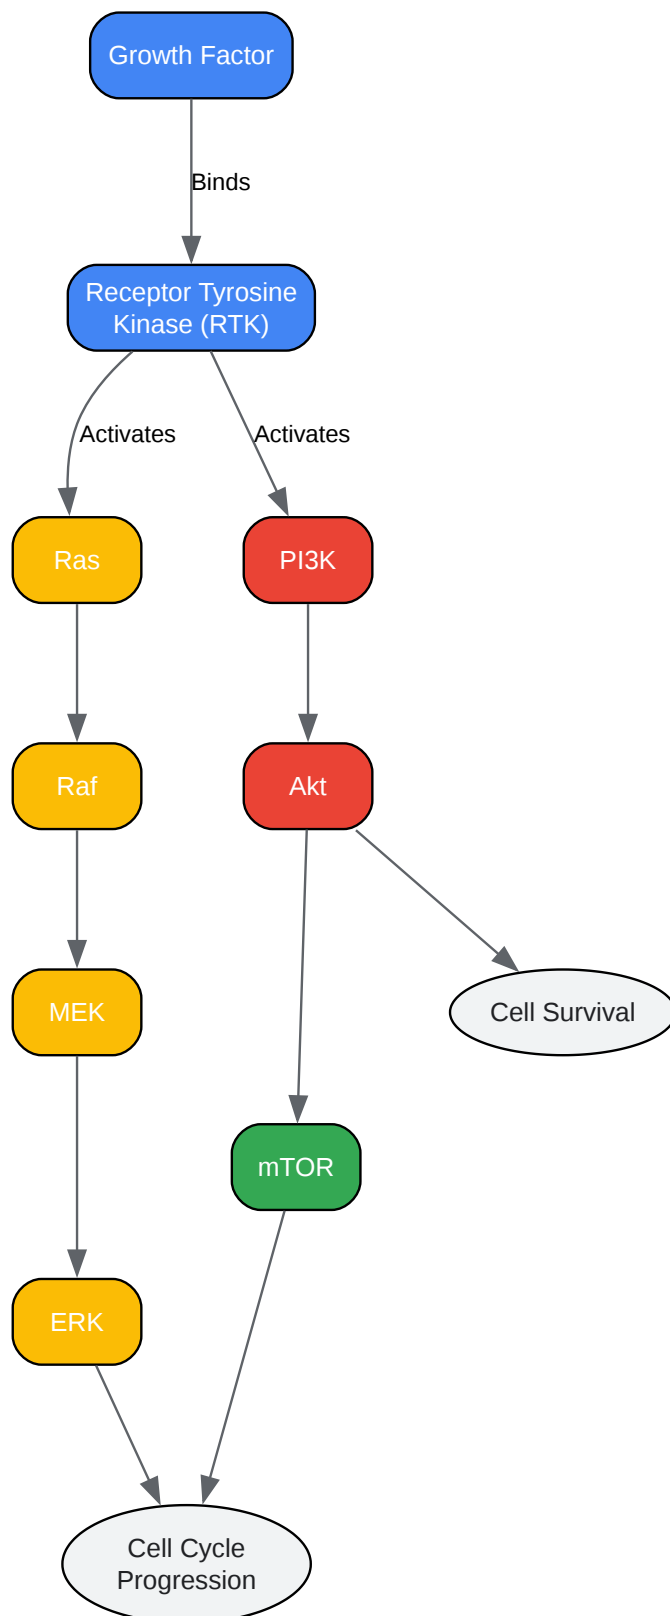 Growth Factor
Binds
Receptor Tyrosine
Kinase (RTK)
Activates
Activates
Ras
PI3K
Raf
Akt
MEK
Cell Survival
mTOR
ERK
Cell Cycle
Progression